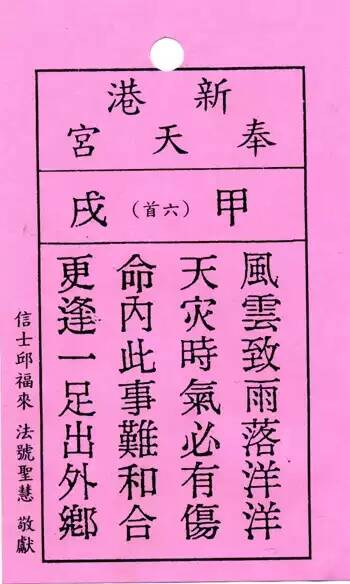 新港
奉天宮
甲（六首）戌
風雲致雨落洋洋
天灾時氣必有傷
命內此事難和合
更逢一足出外鄉
信士邱福來 法號聖慧 敬獻